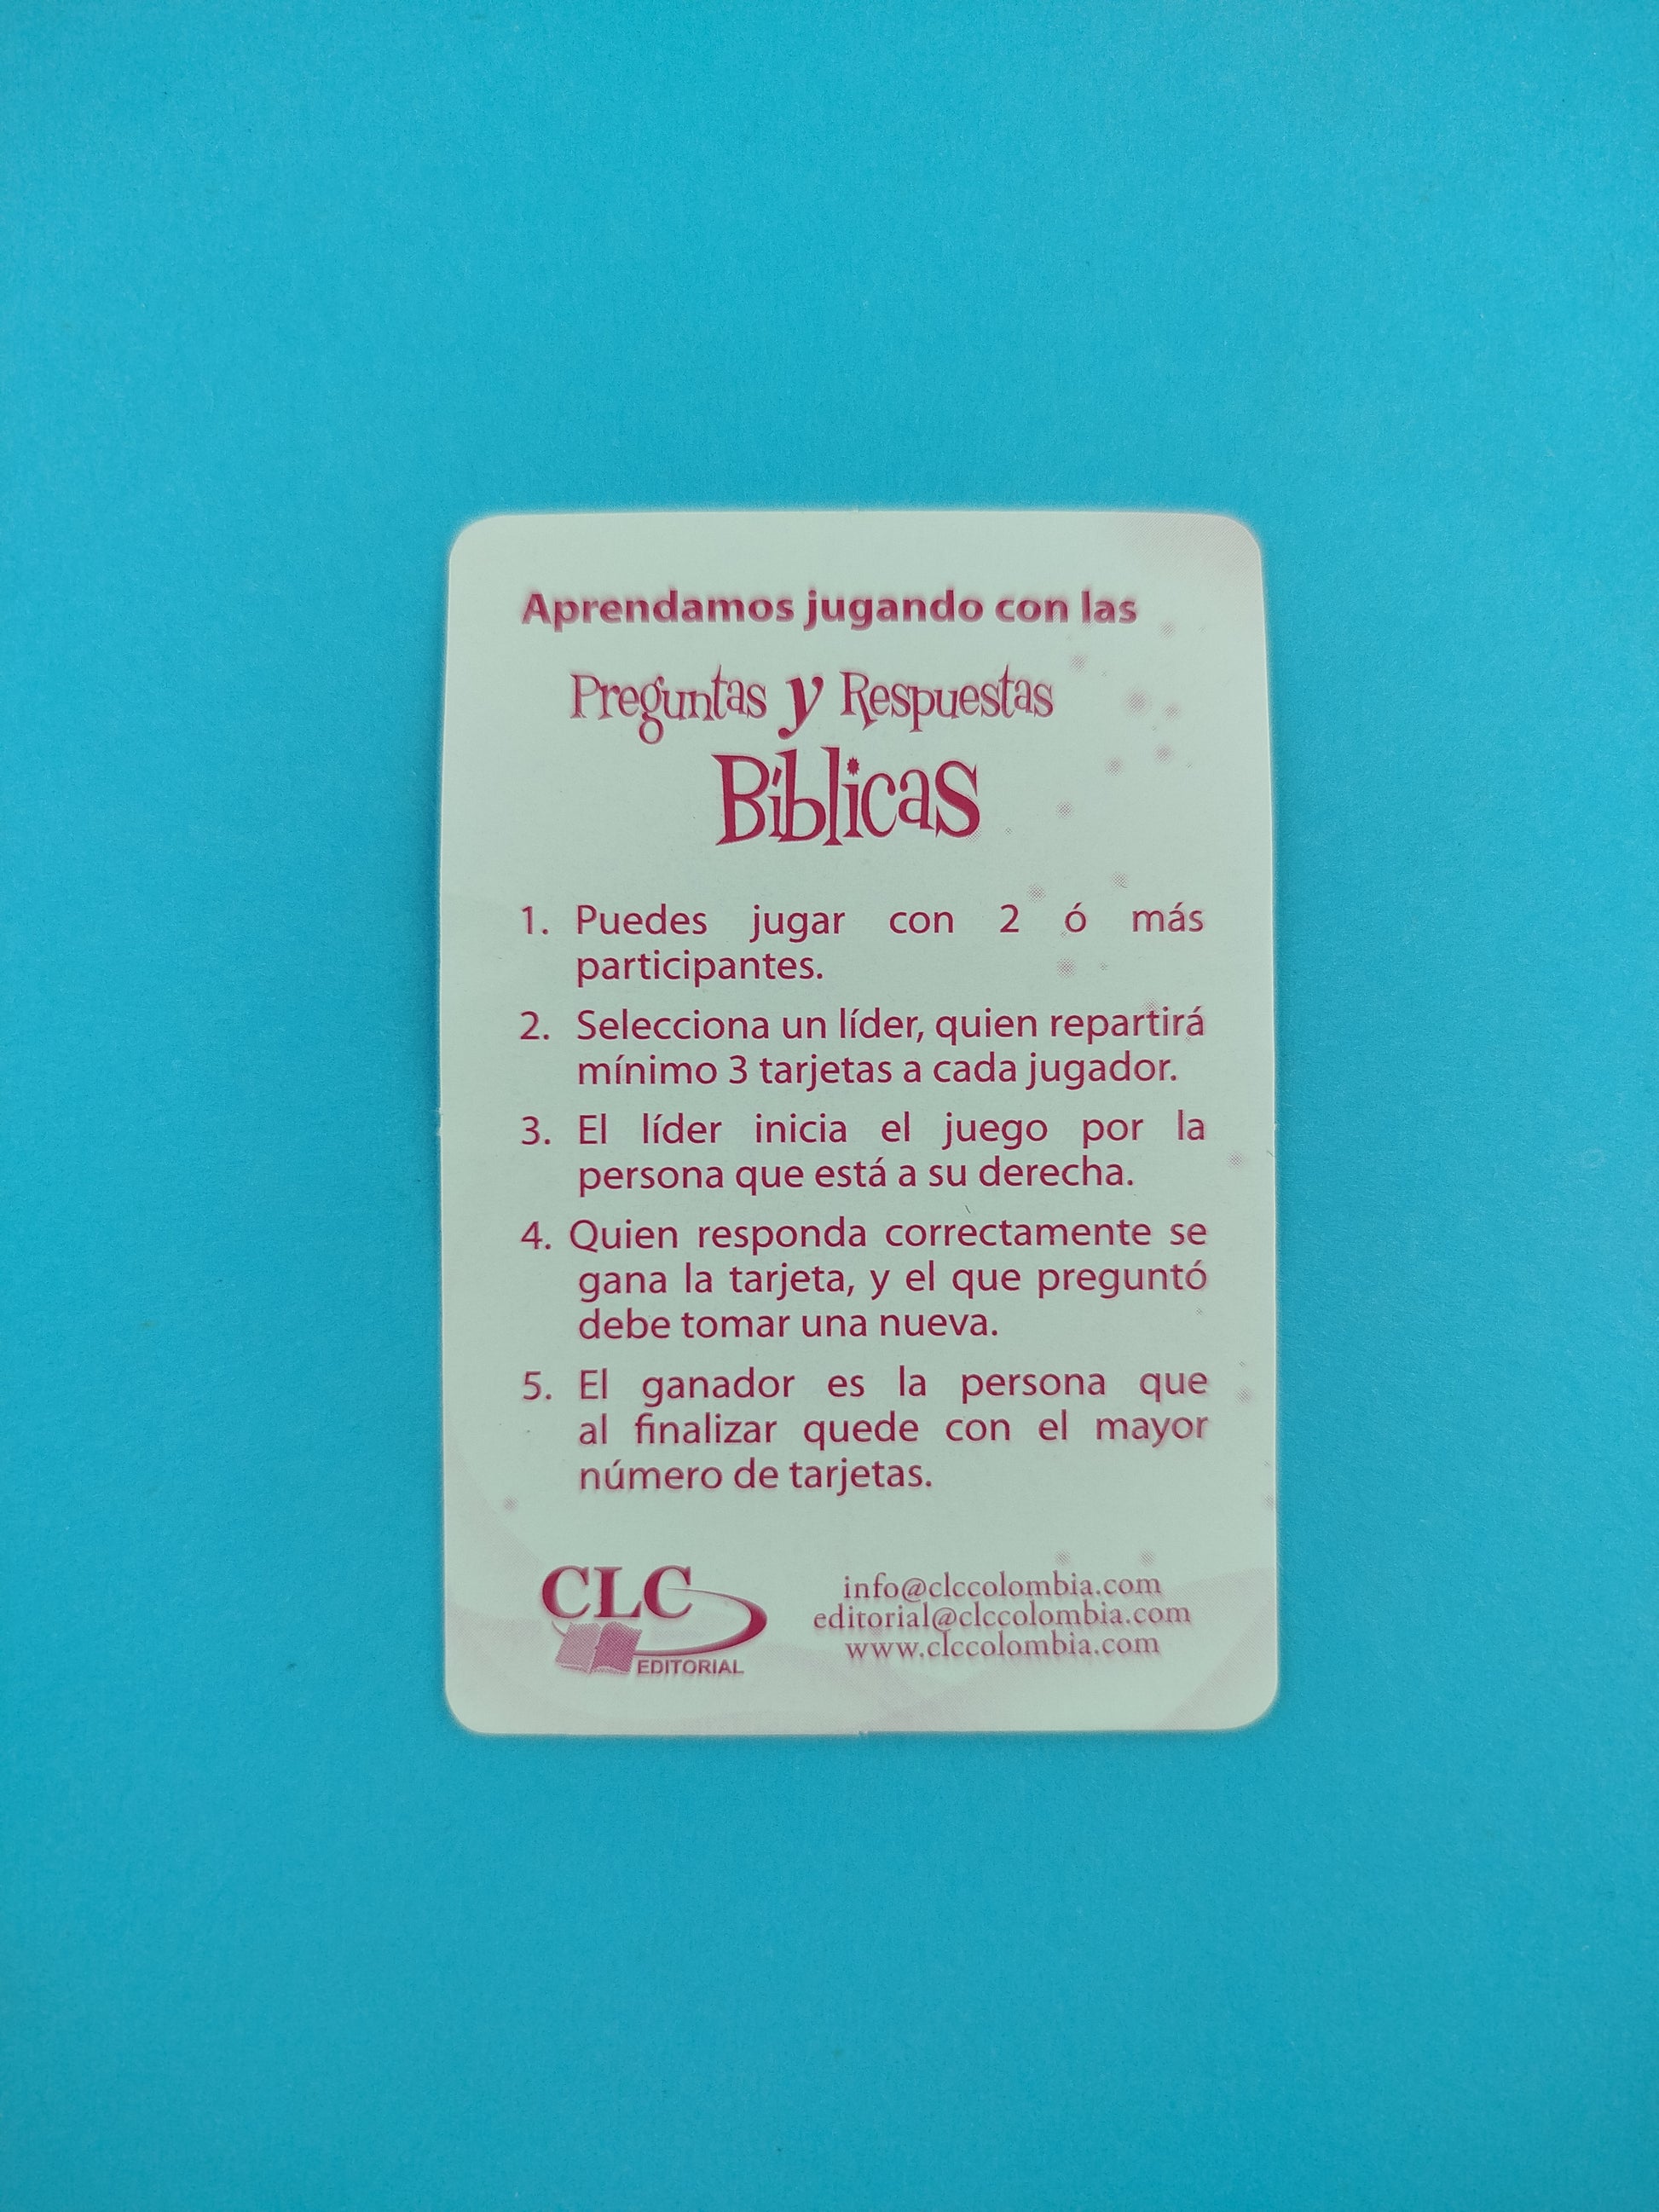 Aprendamos jugando con las
Preguntas y Respuestas
Bíblicas
1. Puedes jugar con 2 ó más
participantes.
2. Selecciona un líder, quien repartirá
mínimo 3 tarjetas a cada jugador.
3. El líder inicia el juego por la
persona que está a su derecha.
4. Quien responda correctamente se
gana la tarjeta, y el que preguntó
debe tomar una nueva.
5. El ganador es la persona que
al finalizar quede con el mayor
número de tarjetas.
CLC
EDITORIAL
info@clccolombia.com
editorial@clccolombia.com
www.clccolombia.com